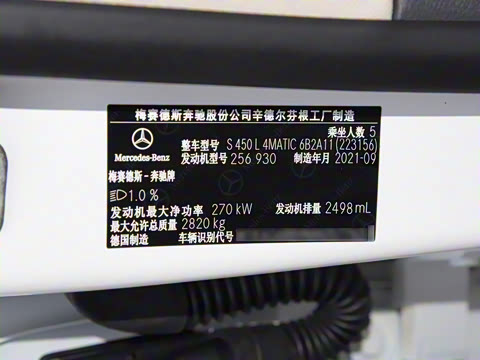 梅赛德斯奔驰股份公司辛德尔芬根工厂制造
乘坐人数 5
整车型号 S 450 L 4MATIC 6B2A11 (223156)
Mercedes-Benz
发动机型号 256 930 制造年月 2021-09
梅赛德斯-奔驰牌
1.0 %
发动机最大净功率 270 kW 发动机排量 2498 mL
最大允许总质量 2820 kg
德国制造 车辆识别代号